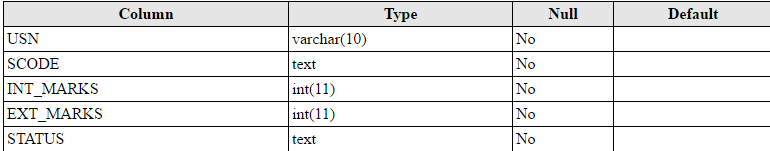 Column Type Null Default
USN varchar(10) No
SCODE text No
INT_MARKS int(11) No
EXT_MARKS int(11) No
STATUS text No